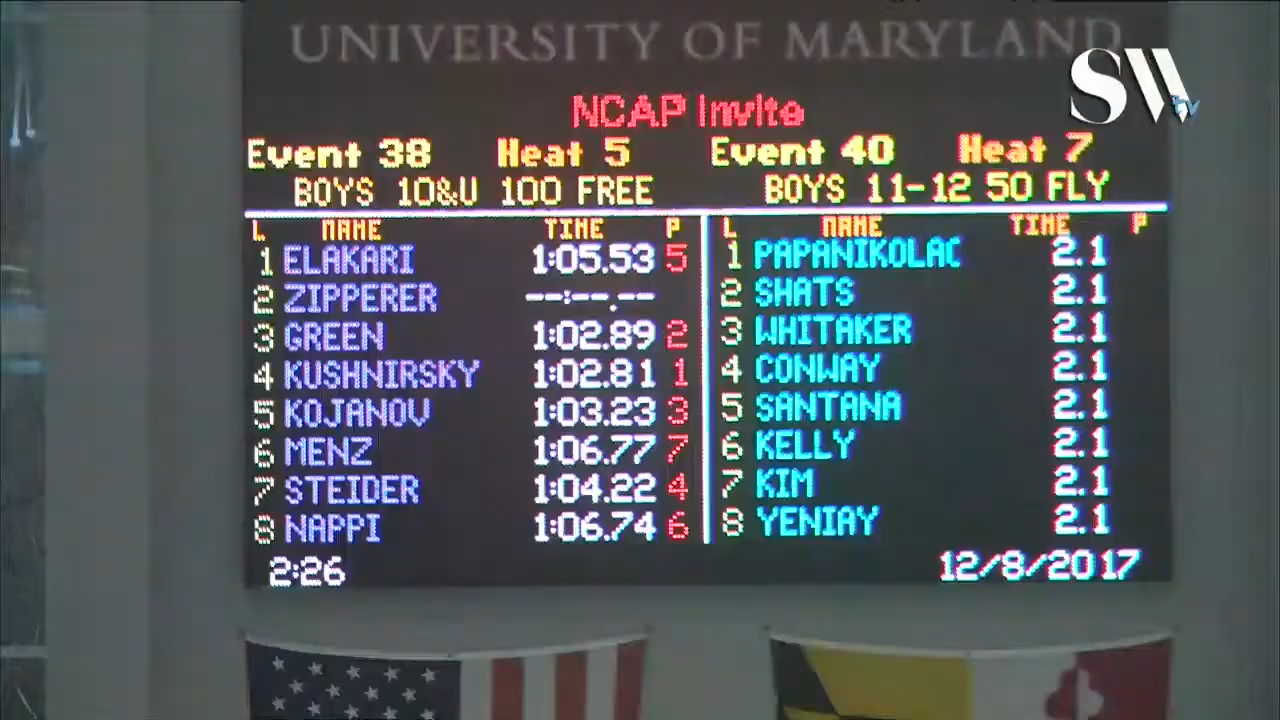 UNIVERSITY OF MARYLAND
SW
tv
NCAP Invite
Event 38 Heat 5 Event 40 Heat 7
BOYS 10&U 100 FREE BOYS 11-12 50 FLY
L NAME TIME P L NAME TIME P
1 ELAKARI 1:05.53 5 1 PAPANIKOLAC 2.1
2 ZIPPERER --:--.-- 2 SHATS 2.1
3 GREEN 1:02.89 2 3 WHITAKER 2.1
4 KUSHNIRSKY 1:02.81 1 4 CONWAY 2.1
5 KOJANOV 1:03.23 3 5 SANTANA 2.1
6 MENZ 1:06.77 7 6 KELLY 2.1
7 STEIDER 1:04.22 4 7 KIM 2.1
8 NAPPI 1:06.74 6 8 YENIAY 2.1
2:26 12/8/2017